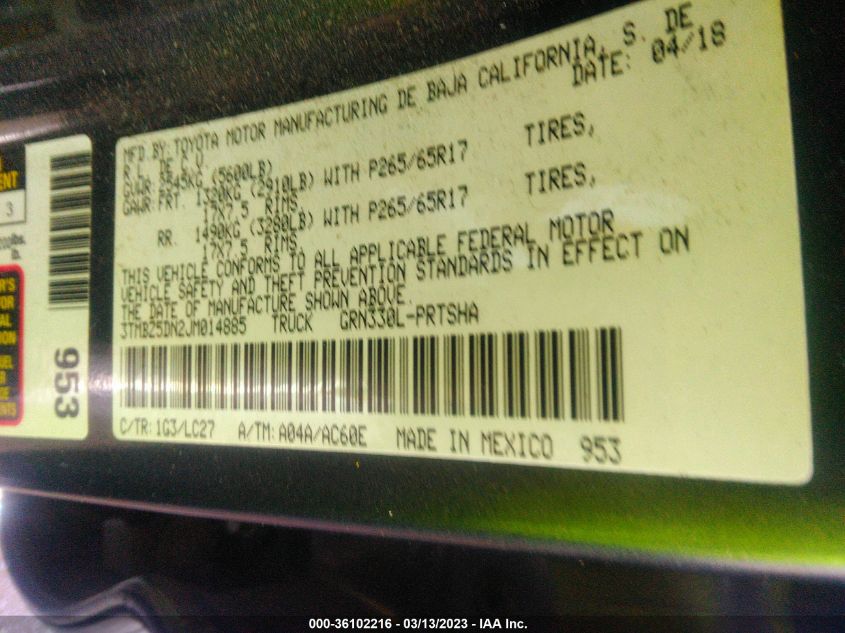 MFD.BY:TOYOTA MOTOR MANUFACTURING DE BAJA CALIFORNIA, S. DE
R.L. DE C.V. DATE: 04/18
GVWR: 2545KG (5600LB)
GAWR: FRT. 1320KG (2910LB) WITH P265/65R17 TIRES,
17X7.5 RIMS
RR. 1490KG (3280LB) WITH P265/65R17 TIRES,
17X7.5 RIMS
THIS VEHICLE CONFORMS TO ALL APPLICABLE FEDERAL MOTOR
VEHICLE SAFETY AND THEFT PREVENTION STANDARDS IN EFFECT ON
THE DATE OF MANUFACTURE SHOWN ABOVE.
3TMBZ5DN2JM014885 TRUCK GRN330L-PRTSHA
C/TR: 1G3/LC27 A/TM: A04A/AC60E MADE IN MEXICO 953
3
953
000-36102216 - 03/13/2023 - IAA Inc.